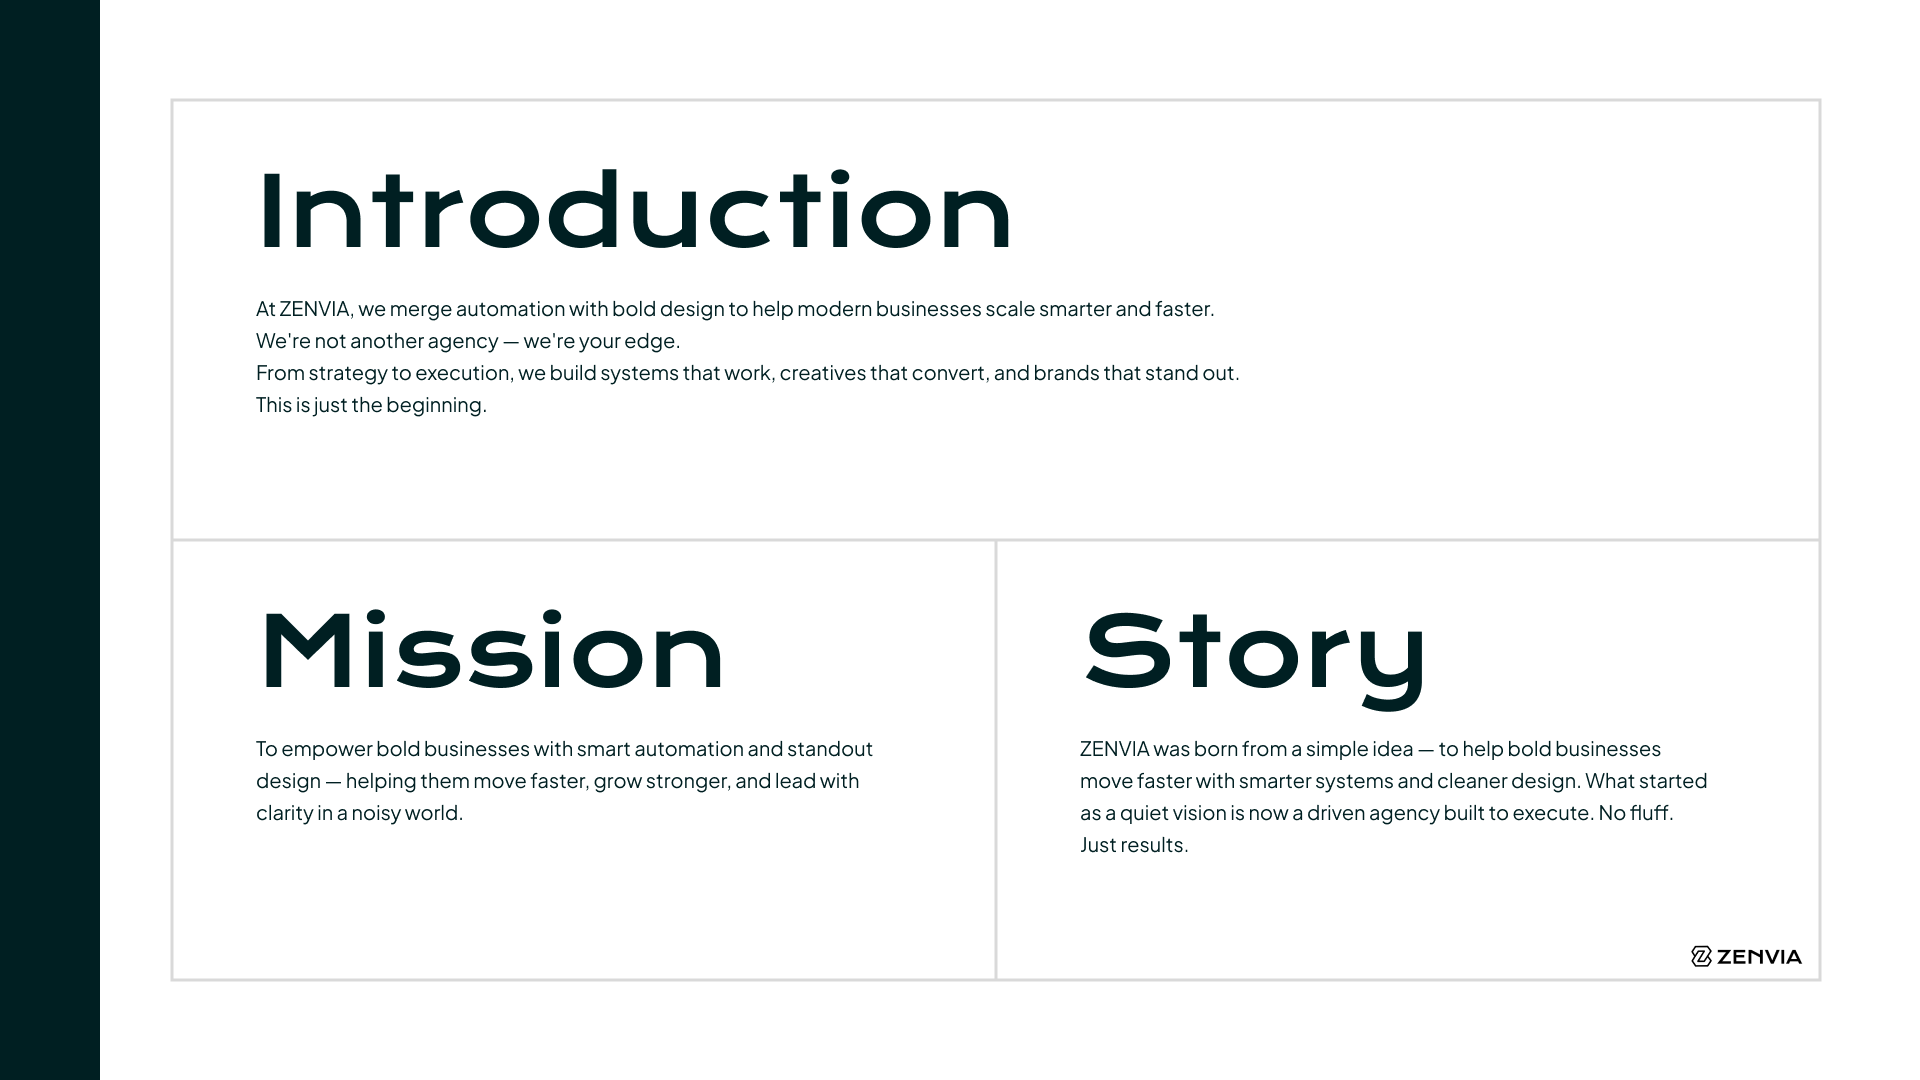 Introduction
At ZENVIA, we merge automation with bold design to help modern businesses scale smarter and faster.
We're not another agency — we're your edge.
From strategy to execution, we build systems that work, creatives that convert, and brands that stand out.
This is just the beginning.
Mission
To empower bold businesses with smart automation and standout
design — helping them move faster, grow stronger, and lead with
clarity in a noisy world.
Story
ZENVIA was born from a simple idea — to help bold businesses
move faster with smarter systems and cleaner design. What started
as a quiet vision is now a driven agency built to execute. No fluff.
Just results.
ZENVIA